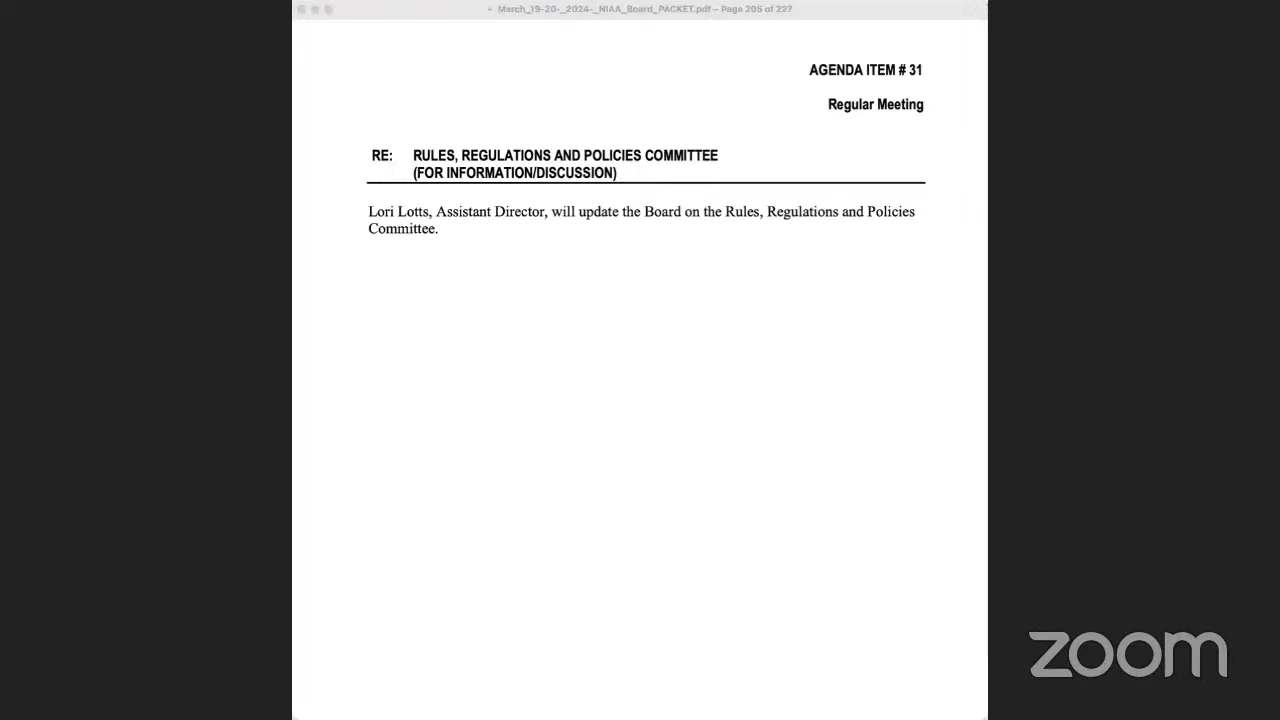 March_19-20-_2024-_NIAA_Board_PACKET.pdf – Page 205 of 227
AGENDA ITEM # 31
Regular Meeting
RE: RULES, REGULATIONS AND POLICIES COMMITTEE
(FOR INFORMATION/DISCUSSION)
Lori Lotts, Assistant Director, will update the Board on the Rules, Regulations and Policies
Committee.
zoom